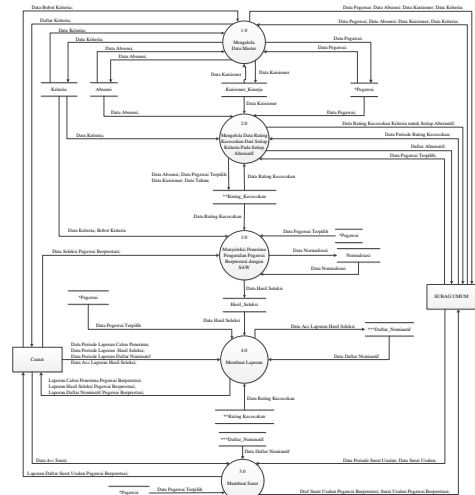 Data Bobot Kriteria;
Data Pegawai; Data Absensi; Data Kuisioner; Data Kriteria;
Daftar Kriteria;
Data Pegawai; Data Absensi; Data Kuisioner; Data Kriteria;
Data Kriteria;
Data Kriteria;
Data Absensi;
Data Absensi;
1.0
Mengelola
Data Master
Data Pegawai;
Data Pegawai;
Data Kuisioner
Data Kuisioner
Kriteria
Absensi
Kuisioner_Kinerja
*Pegawai
Data Kuisioner
Data Absensi;
Data Pegawai;
2.0
Mengelola Data Rating
Kecocokan Dari Setiap
Kriteria Pada Setiap
Alternatif
Data Kriteria;
Data Rating Kecocokan Kriteria untuk Setiap Alternatif;
Data Periode Rating Kecocokan;
Daftar Alternatif;
Data Pegawai Terpilih;
Data Absensi; Data Pegawai Terpilih;
Data Kuisioner; Data Tahun;
Data Rating Kecocokan
**Rating_Kecocokan
Data Rating Kecocokan
Data Kriteria; Bobot Kriteria
Data Seleksi Pegawai Berprestasi;
3.0
Menyeleksi Penerima
Pengusulan Pegawai
Berprestasi dengan
SAW
Data Pegawai Terpilih
*Pegawai
Data Normalisasi
Normalisasi
Data Normalisasi
Data Hasil Seleksi
Hasil_Seleksi
Data Hasil Seleksi
SUBAG UMUM
*Pegawai
Data Pegawai Terpilih
Data Acc Laporan Hasil Seleksi
***Daftar_Nominatif
Data Daftar Nominatif
4.0
Membuat Laporan
Camat
Data Periode Laporan Calon Penerima;
Data Periode Laporan Hasil Seleksi;
Data Periode Laporan Daftar Nominatif
Data Acc Laporan Hasil Seleksi;
Laporan Calon Penerima Pegawai Berprestasi;
Laporan Hasil Seleksi Pegawai Berprestasi;
Laporan Daftar Nominatif Pegawai Berprestasi;
Data Rating Kecocokan
**Rating Kecocokan
***Daftar_Nominatif
Data Daftar Nominatif
Data Acc Surat;
Data Periode Surat Usulan; Data Surat Usulan;
Laporan Daftar Surat Usulan Pegawai Berprestasi;
5.0
Membuat Surat
*Pegawai
Data Pegawai Terpilih
Draf Surat Usulan Pegawai Berprestasi; Surat Usulan Pegawai Berprestasi;